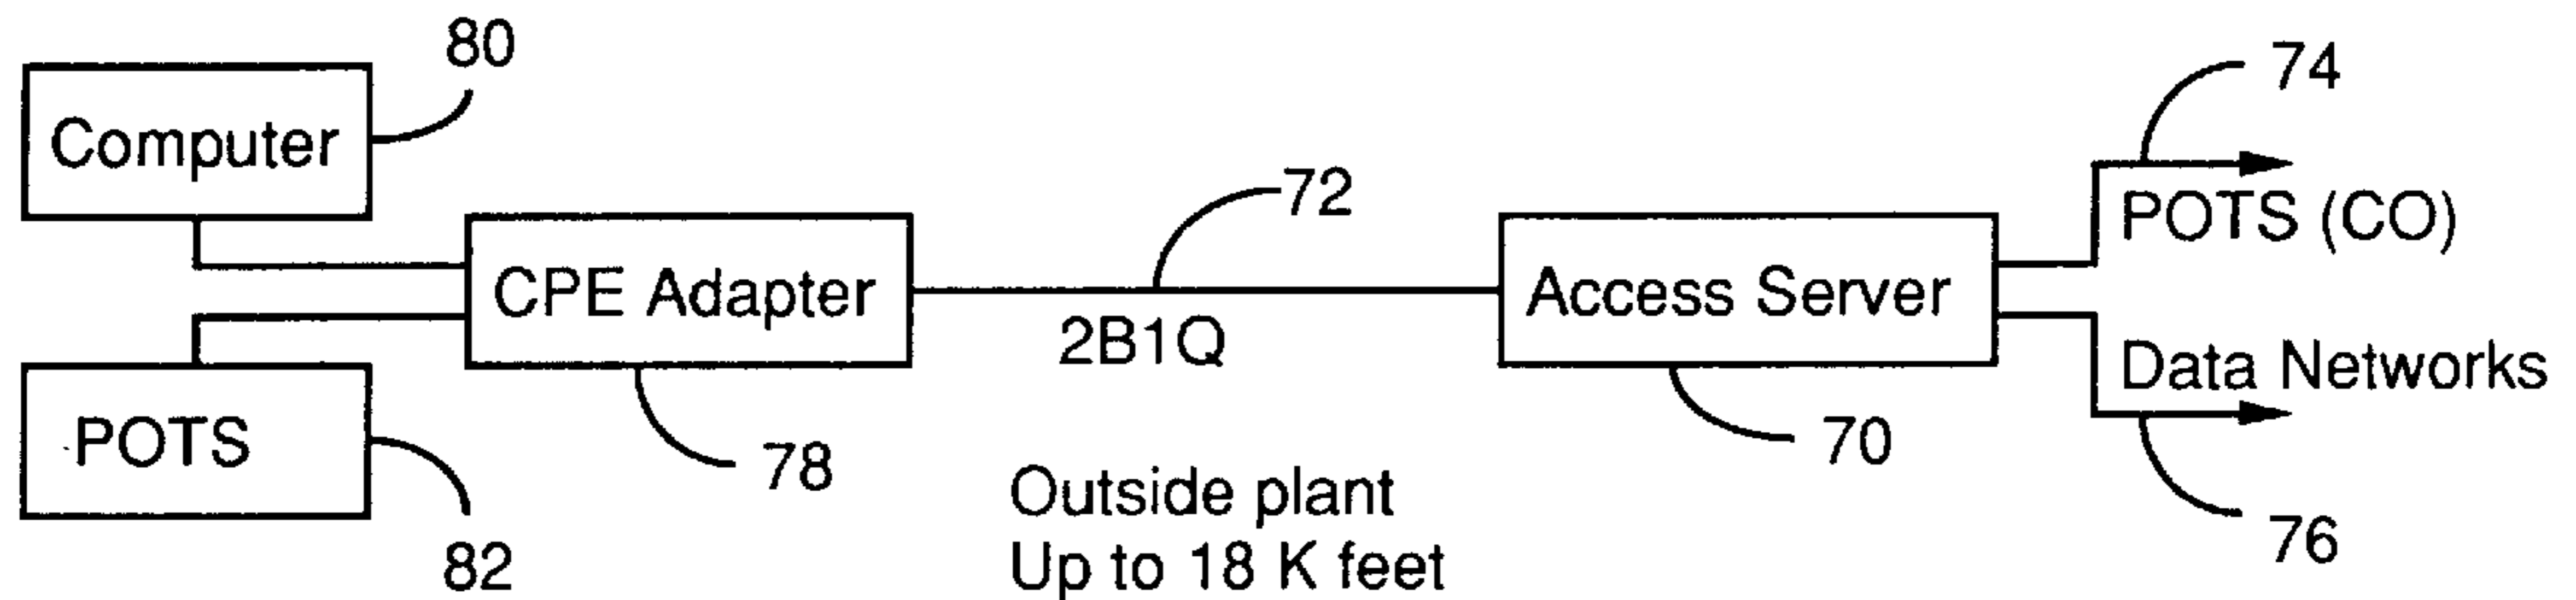 80
74
Computer
72
POTS (CO)
CPE Adapter
Access Server
2B1Q
Data Networks
POTS
78
70
Outside plant
Up to 18 K feet
82
76